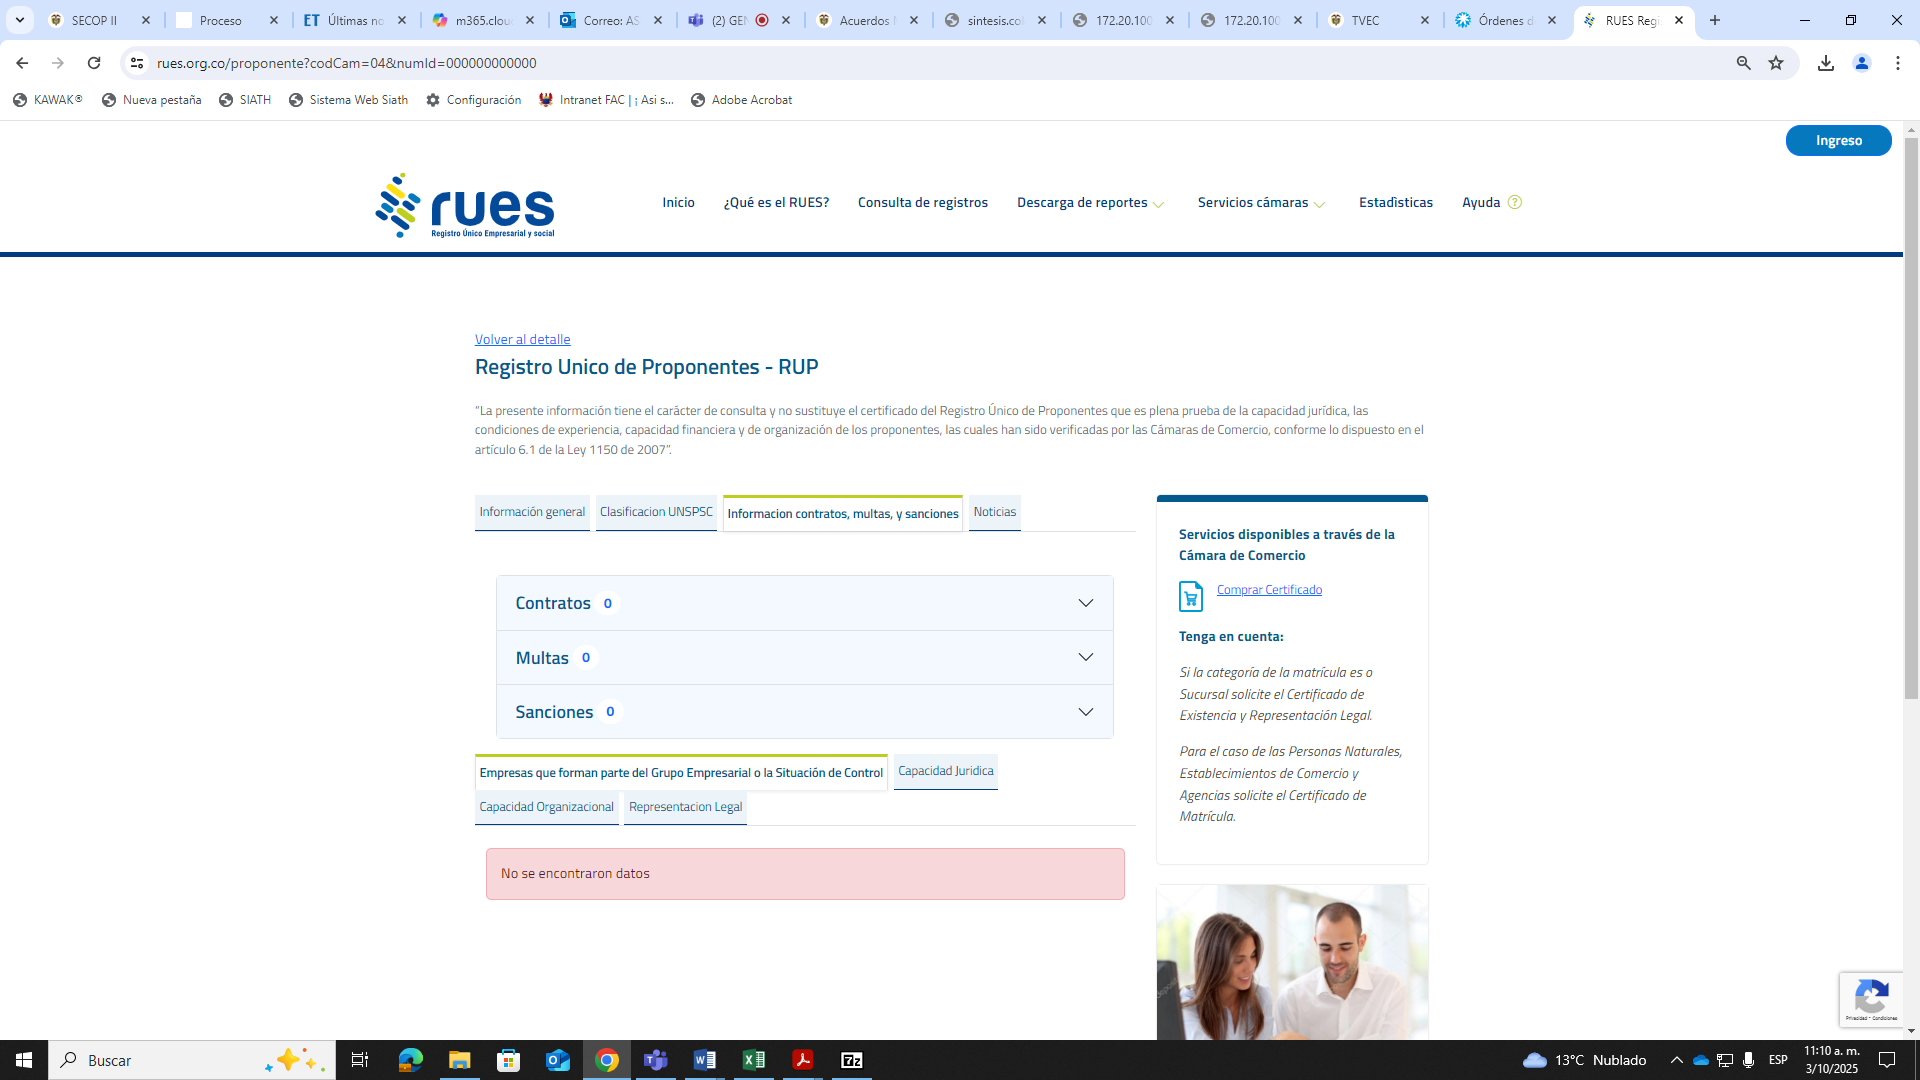 SECOP II
Proceso
ET Últimas no
m365.clou
Correo: AS
(2) GEN
Acuerdos
sintesis.co
172.20.100
172.20.100
TVEC
Órdenes d
RUES Regi
rues.org.co/proponente?codCam=04&numId=000000000000
KAWAK®
Nueva pestaña
SIATH
Sistema Web Siath
Configuración
Intranet FAC | ¡ Asi s...
Adobe Acrobat
Ingreso
rues
Registro Único Empresarial y social
Inicio
¿Qué es el RUES?
Consulta de registros
Descarga de reportes
Servicios cámaras
Estadisticas
Ayuda ?
Volver al detalle
Registro Unico de Proponentes - RUP
"La presente información tiene el carácter de consulta y no sustituye el certificado del Registro Único de Proponentes que es plena prueba de la capacidad jurídica, las
condiciones de experiencia, capacidad financiera y de organización de los proponentes, las cuales han sido verificadas por las Cámaras de Comercio, conforme lo dispuesto en el
artículo 6.1 de la Ley 1150 de 2007".
Información general
Clasificacion UNSPSC
Informacion contratos, multas, y sanciones
Noticias
Contratos 0
Multas 0
Sanciones 0
Empresas que forman parte del Grupo Empresarial o la Situación de Control
Capacidad Juridica
Capacidad Organizacional
Representacion Legal
No se encontraron datos
Servicios disponibles a través de la
Cámara de Comercio
Comprar Certificado
Tenga en cuenta:
Si la categoría de la matrícula es o
Sucursal solicite el Certificado de
Existencia y Representación Legal.
Para el caso de las Personas Naturales,
Establecimientos de Comercio y
Agencias solicite el Certificado de
Matrícula.
Privacidad - Condiciones
Buscar
7z
13°C Nublado
ESP
11:10 a. m.
3/10/2025